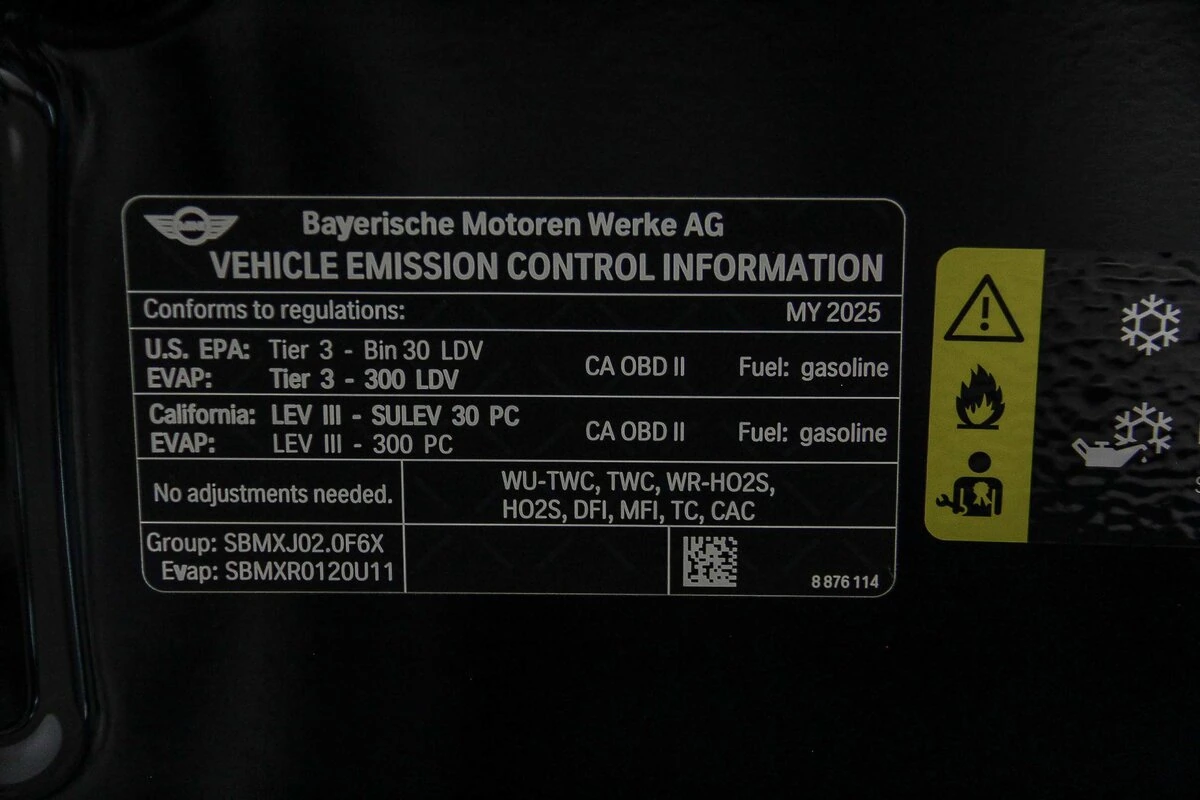 Bayerische Motoren Werke AG
VEHICLE EMISSION CONTROL INFORMATION
Conforms to regulations: MY 2025
U.S. EPA: Tier 3 - Bin 30 LDV
EVAP: Tier 3 - 300 LDV
CA OBD II Fuel: gasoline
California: LEV III - SULEV 30 PC
EVAP: LEV III - 300 PC
CA OBD II Fuel: gasoline
No adjustments needed.
WU-TWC, TWC, WR-HO2S,
HO2S, DFI, MFI, TC, CAC
Group: SBMXJ02.0F6X
Evap: SBMXR0120U11
8 876 114